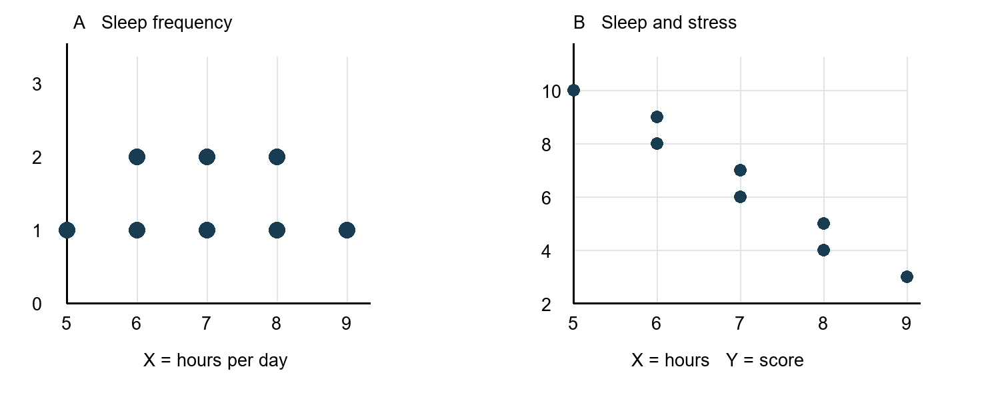 A Sleep frequency
3
2
1
0
5 6 7 8 9
X = hours per day
B Sleep and stress
10
8
6
4
2
5 6 7 8 9
X = hours Y = score